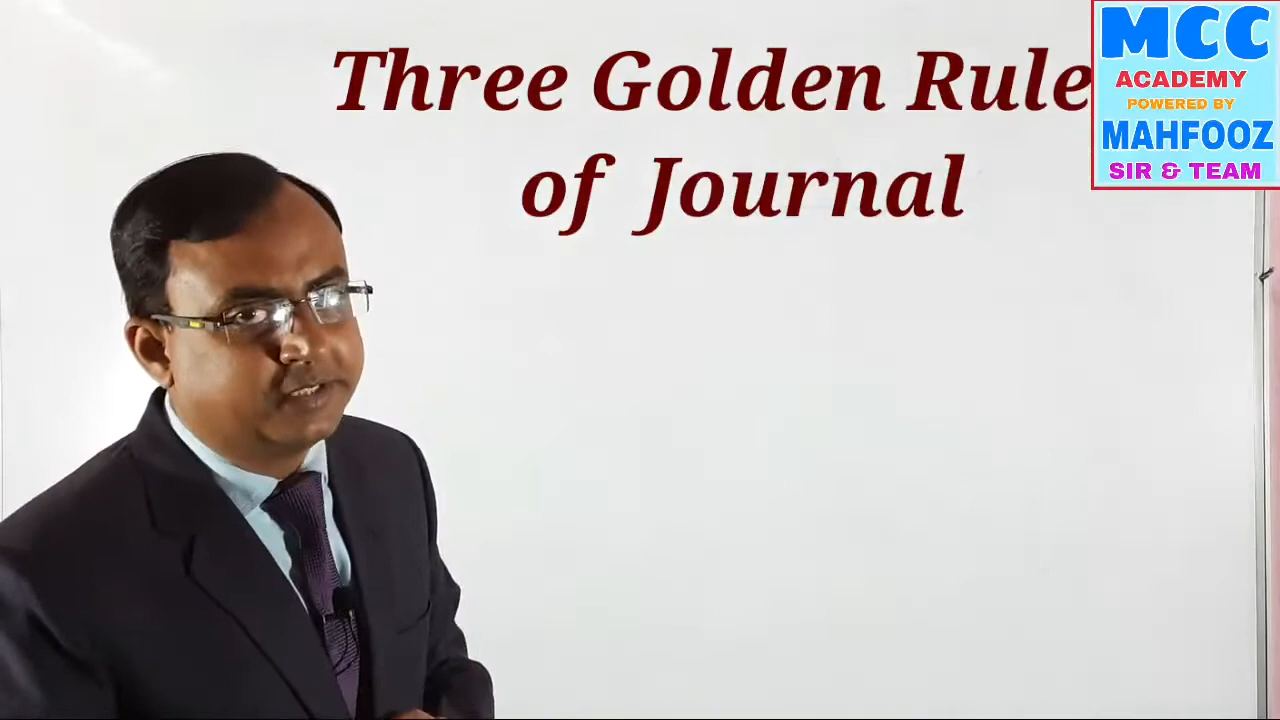 Three Golden Rule
of Journal
MCC
ACADEMY
POWERED BY
MAHFOOZ
SIR & TEAM